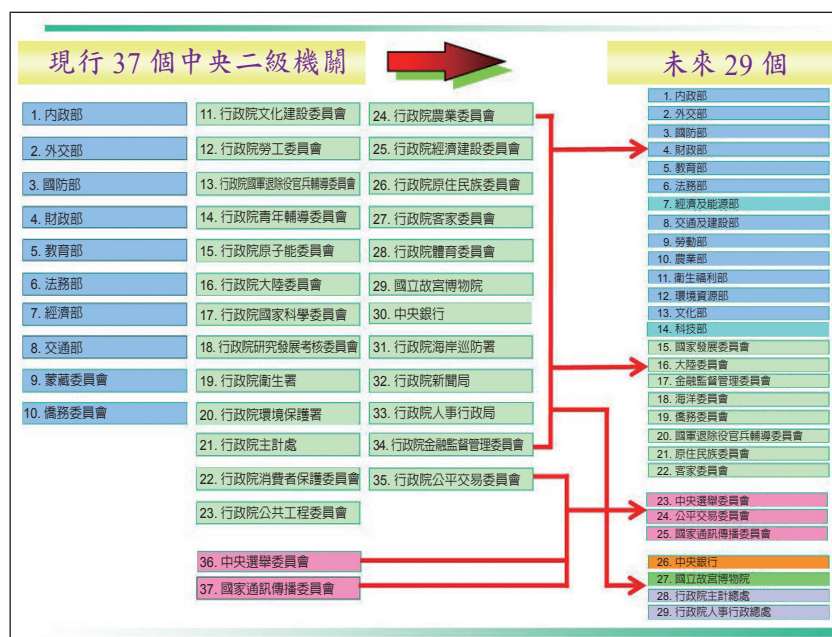 現行 37 個中央二級機關
未來 29 個
1. 內政部
2. 外交部
3. 國防部
4. 財政部
5. 教育部
6. 法務部
7. 經濟部
8. 交通部
9. 蒙藏委員會
10. 僑務委員會
11. 行政院文化建設委員會
12. 行政院勞工委員會
13. 行政院國軍退除役官兵輔導委員會
14. 行政院青年輔導委員會
15. 行政院原子能委員會
16. 行政院大陸委員會
17. 行政院國家科學委員會
18. 行政院研究發展考核委員會
19. 行政院衛生署
20. 行政院環境保護署
21. 行政院主計處
22. 行政院消費者保護委員會
23. 行政院公共工程委員會
24. 行政院農業委員會
25. 行政院經濟建設委員會
26. 行政院原住民族委員會
27. 行政院客家委員會
28. 行政院體育委員會
29. 國立故宮博物院
30. 中央銀行
31. 行政院海岸巡防署
32. 行政院新聞局
33. 行政院人事行政局
34. 行政院金融監督管理委員會
35. 行政院公平交易委員會
36. 中央選舉委員會
37. 國家通訊傳播委員會
1. 內政部
2. 外交部
3. 國防部
4. 財政部
5. 教育部
6. 法務部
7. 經濟及能源部
8. 交通及建設部
9. 勞動部
10. 農業部
11. 衛生福利部
12. 環境資源部
13. 文化部
14. 科技部
15. 國家發展委員會
16. 大陸委員會
17. 金融監督管理委員會
18. 海洋委員會
19. 僑務委員會
20. 國軍退除役官兵輔導委員會
21. 原住民族委員會
22. 客家委員會
23. 中央選舉委員會
24. 公平交易委員會
25. 國家通訊傳播委員會
26. 中央銀行
27. 國立故宮博物院
28. 行政院主計總處
29. 行政院人事行政總處